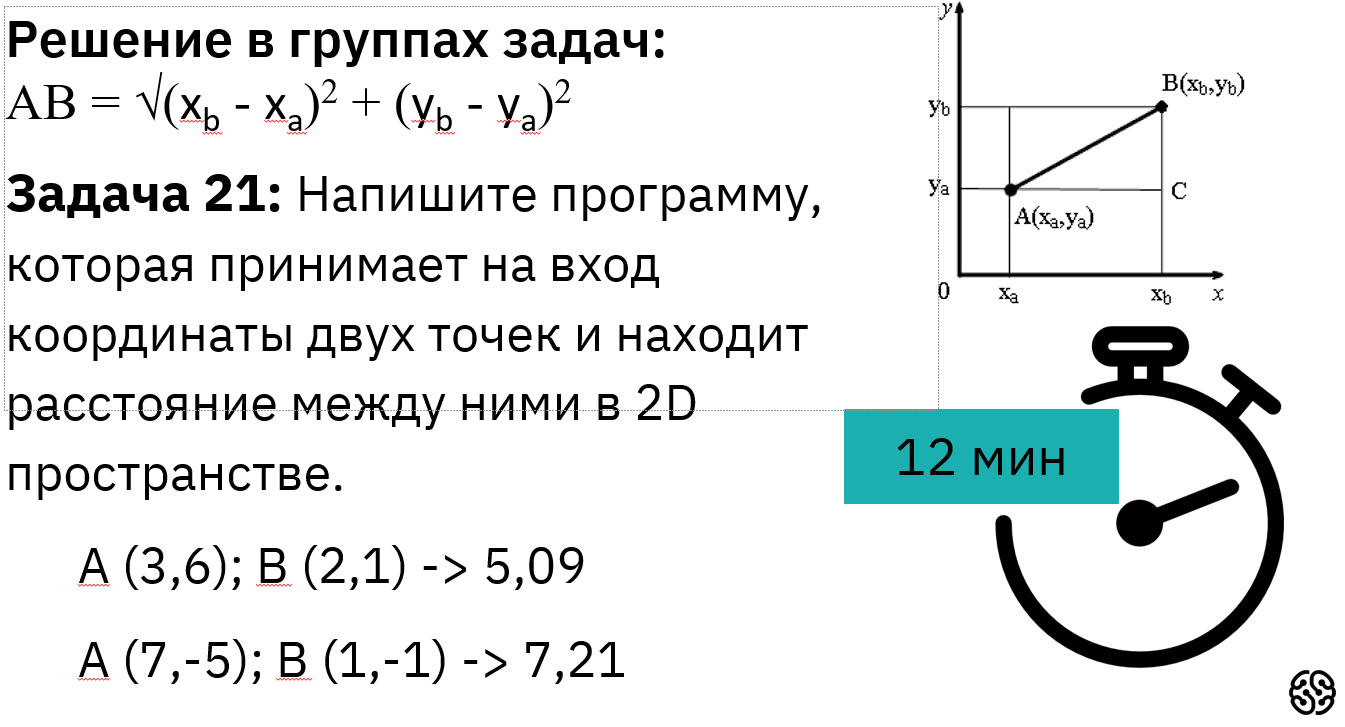 Решение в группах задач:
AB = √(x_b - x_a)² + (y_b - y_a)²
Задача 21: Напишите программу,
которая принимает на вход
координаты двух точек и находит
расстояние между ними в 2D
пространстве.
A (3,6); B (2,1) -> 5,09
A (7,-5); B (1,-1) -> 7,21
y
B(x_b,y_b)
y_b
y_a
C
A(x_a,y_a)
0
x_a
x_b
x
12 мин